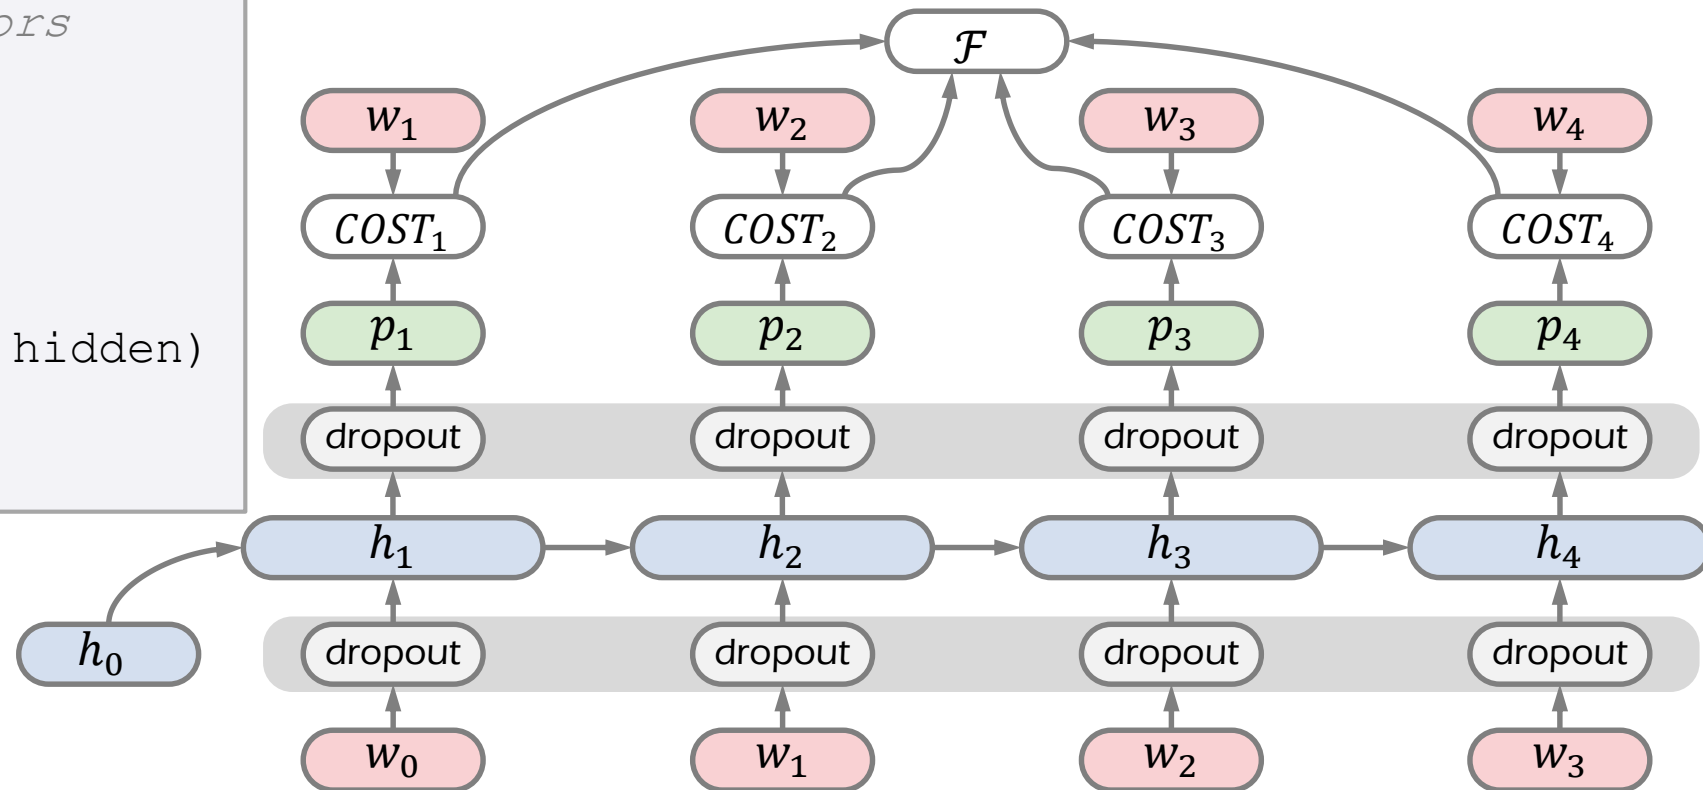 ors
hidden)
ℱ
w₁ w₂ w₃ w₄
COST₁ COST₂ COST₃ COST₄
p₁ p₂ p₃ p₄
dropout dropout dropout dropout
h₁ h₂ h₃ h₄
h₀
dropout dropout dropout dropout
w₀ w₁ w₂ w₃